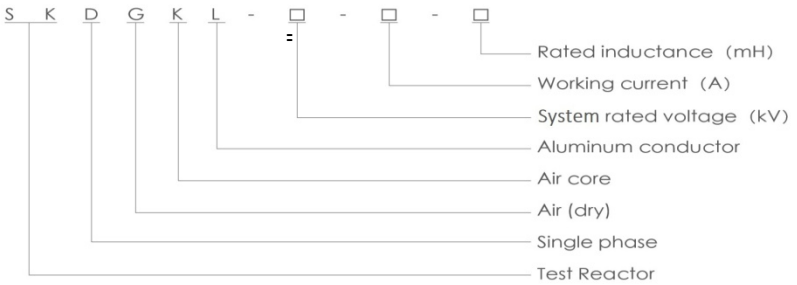 S K D G K L - □ - □ - □
Rated inductance (mH)
Working current (A)
System rated voltage (kV)
Aluminum conductor
Air core
Air (dry)
Single phase
Test Reactor